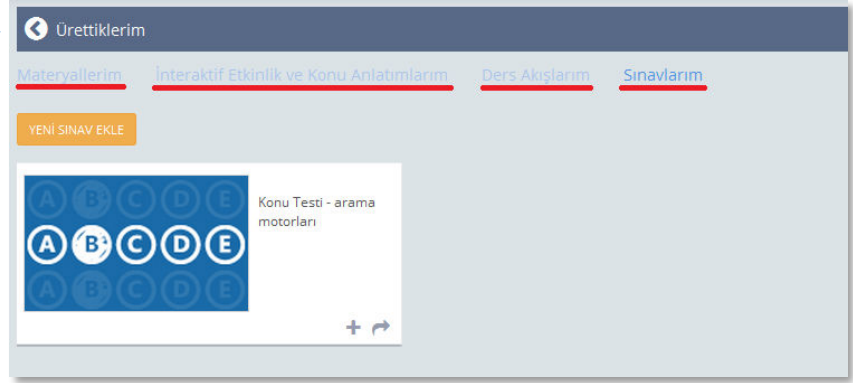 Ürettiklerim
Materyallerim İnteraktif Etkinlik ve Konu Anlatımlarım Ders Akışlarım Sınavlarım
YENİ SINAV EKLE
A B C D E
Konu Testi - arama
motorları
A B C D E
A B C D E